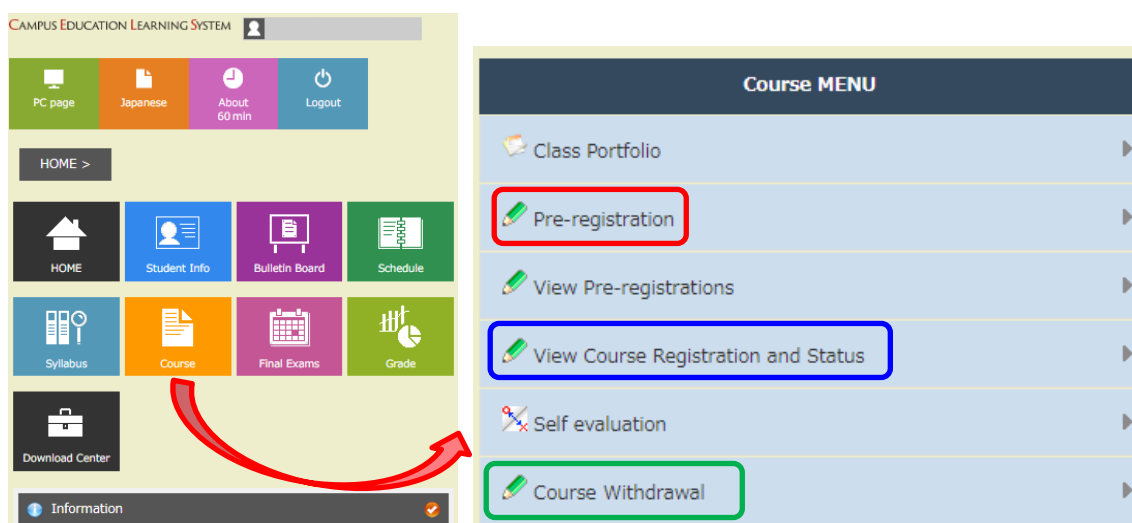 CAMPUS EDUCATION LEARNING SYSTEM
PC page
Japanese
About
60 min
Logout
HOME >
HOME
Student Info
Bulletin Board
Schedule
Syllabus
Course
Final Exams
Grade
Download Center
Information
Course MENU
Class Portfolio
Pre-registration
View Pre-registrations
View Course Registration and Status
Self evaluation
Course Withdrawal